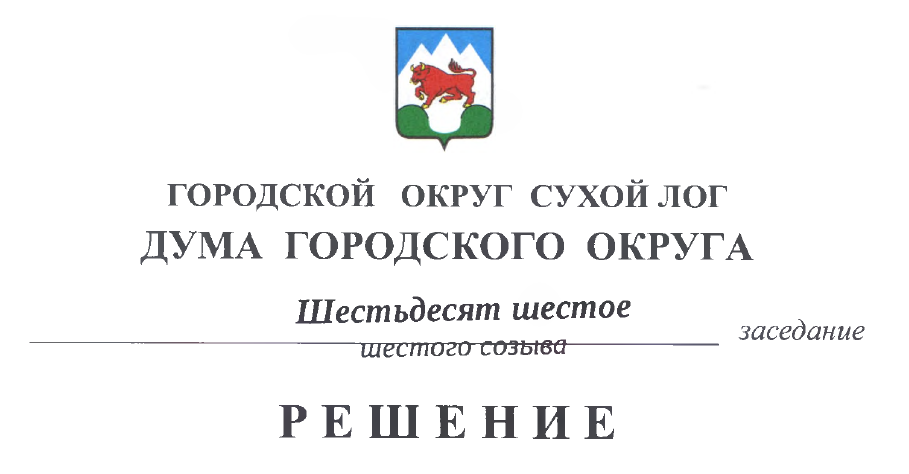 ГОРОДСКОЙ ОКРУГ СУХОЙ ЛОГ
ДУМА ГОРОДСКОГО ОКРУГА
Шестьдесят шестое заседание
шестого созыва
РЕШЕНИЕ